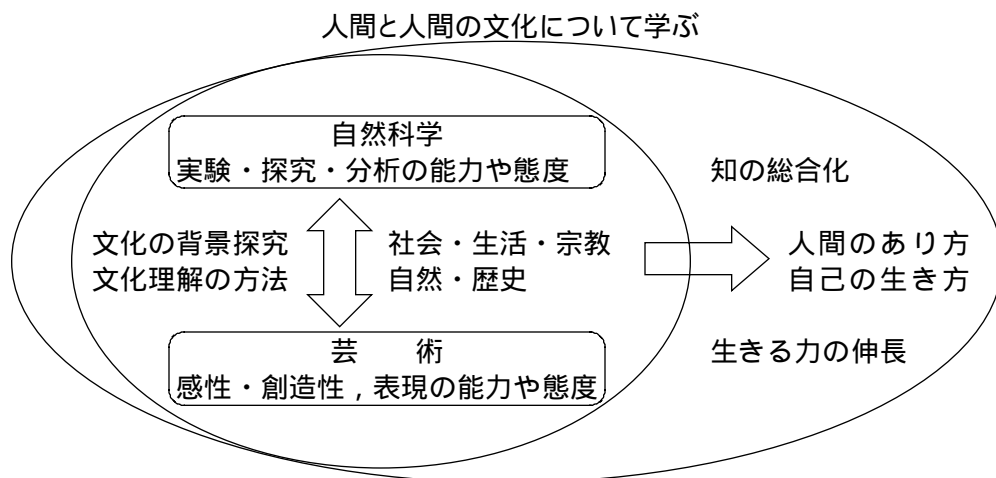 人間と人間の文化について学ぶ
自然科学
実験・探究・分析の能力や態度
知の総合化
文化の背景探究
文化理解の方法
社会・生活・宗教
自然・歴史
人間のあり方
自己の生き方
芸　　術
感性・創造性，表現の能力や態度
生きる力の伸長